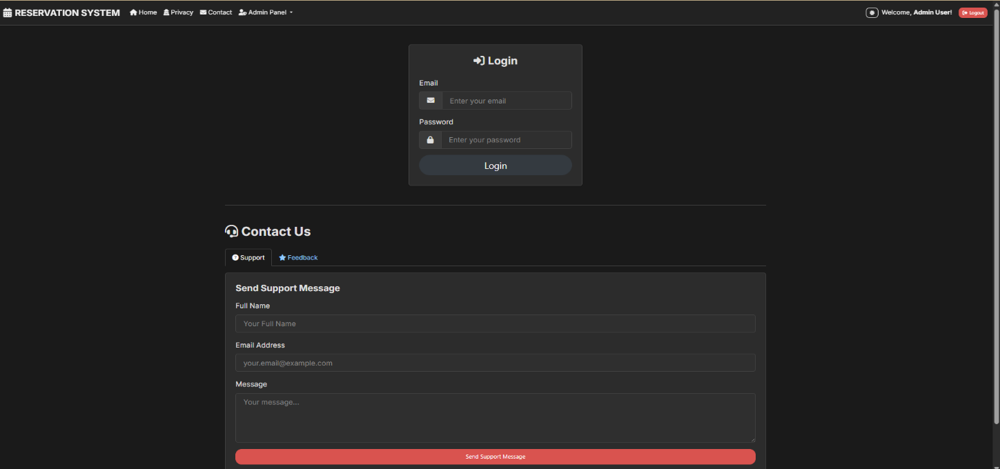 RESERVATION SYSTEM Home Privacy Contact Admin Panel Welcome, Admin User! Logout
Login
Email
Enter your email
Password
Enter your password
Login
Contact Us
Support Feedback
Send Support Message
Full Name
Your Full Name
Email Address
your.email@example.com
Message
Your message...
Send Support Message